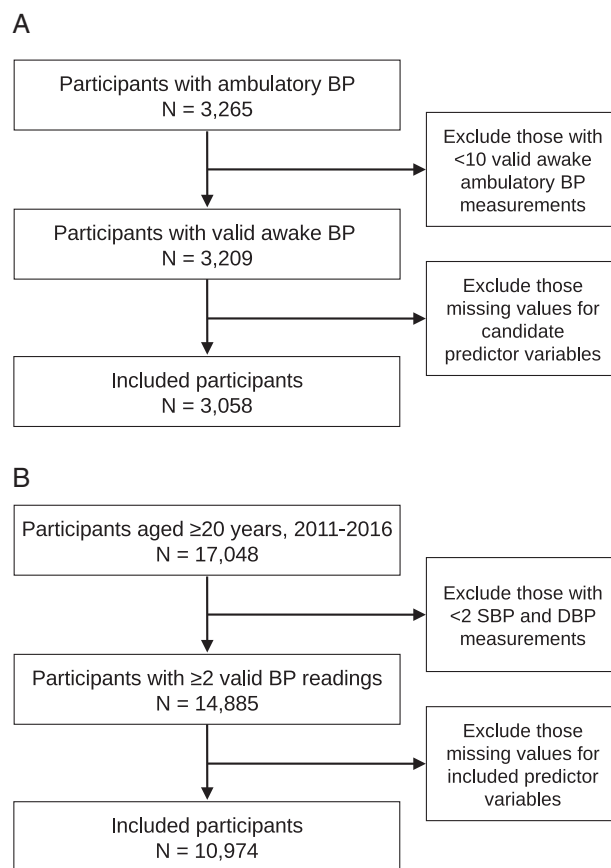 A
Participants with ambulatory BP
N = 3,265
Exclude those with
<10 valid awake
ambulatory BP
measurements
Participants with valid awake BP
N = 3,209
Exclude those
missing values for
candidate
predictor variables
Included participants
N = 3,058
B
Participants aged ≥20 years, 2011-2016
N = 17,048
Exclude those with
<2 SBP and DBP
measurements
Participants with ≥2 valid BP readings
N = 14,885
Exclude those
missing values for
included predictor
variables
Included participants
N = 10,974